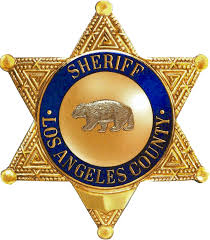 SHERIFF
· LOS ANGELES COUNTY ·